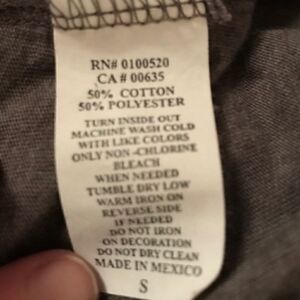 RN# 0100520
CA # 00635
50% COTTON
50% POLYESTER
TURN INSIDE OUT
MACHINE WASH COLD
WITH LIKE COLORS
ONLY NON-CHLORINE
BLEACH
WHEN NEEDED
TUMBLE DRY LOW
WARM IRON ON
REVERSE SIDE
IF NEEDED
DO NOT IRON
ON DECORATION
DO NOT DRY CLEAN
MADE IN MEXICO
S